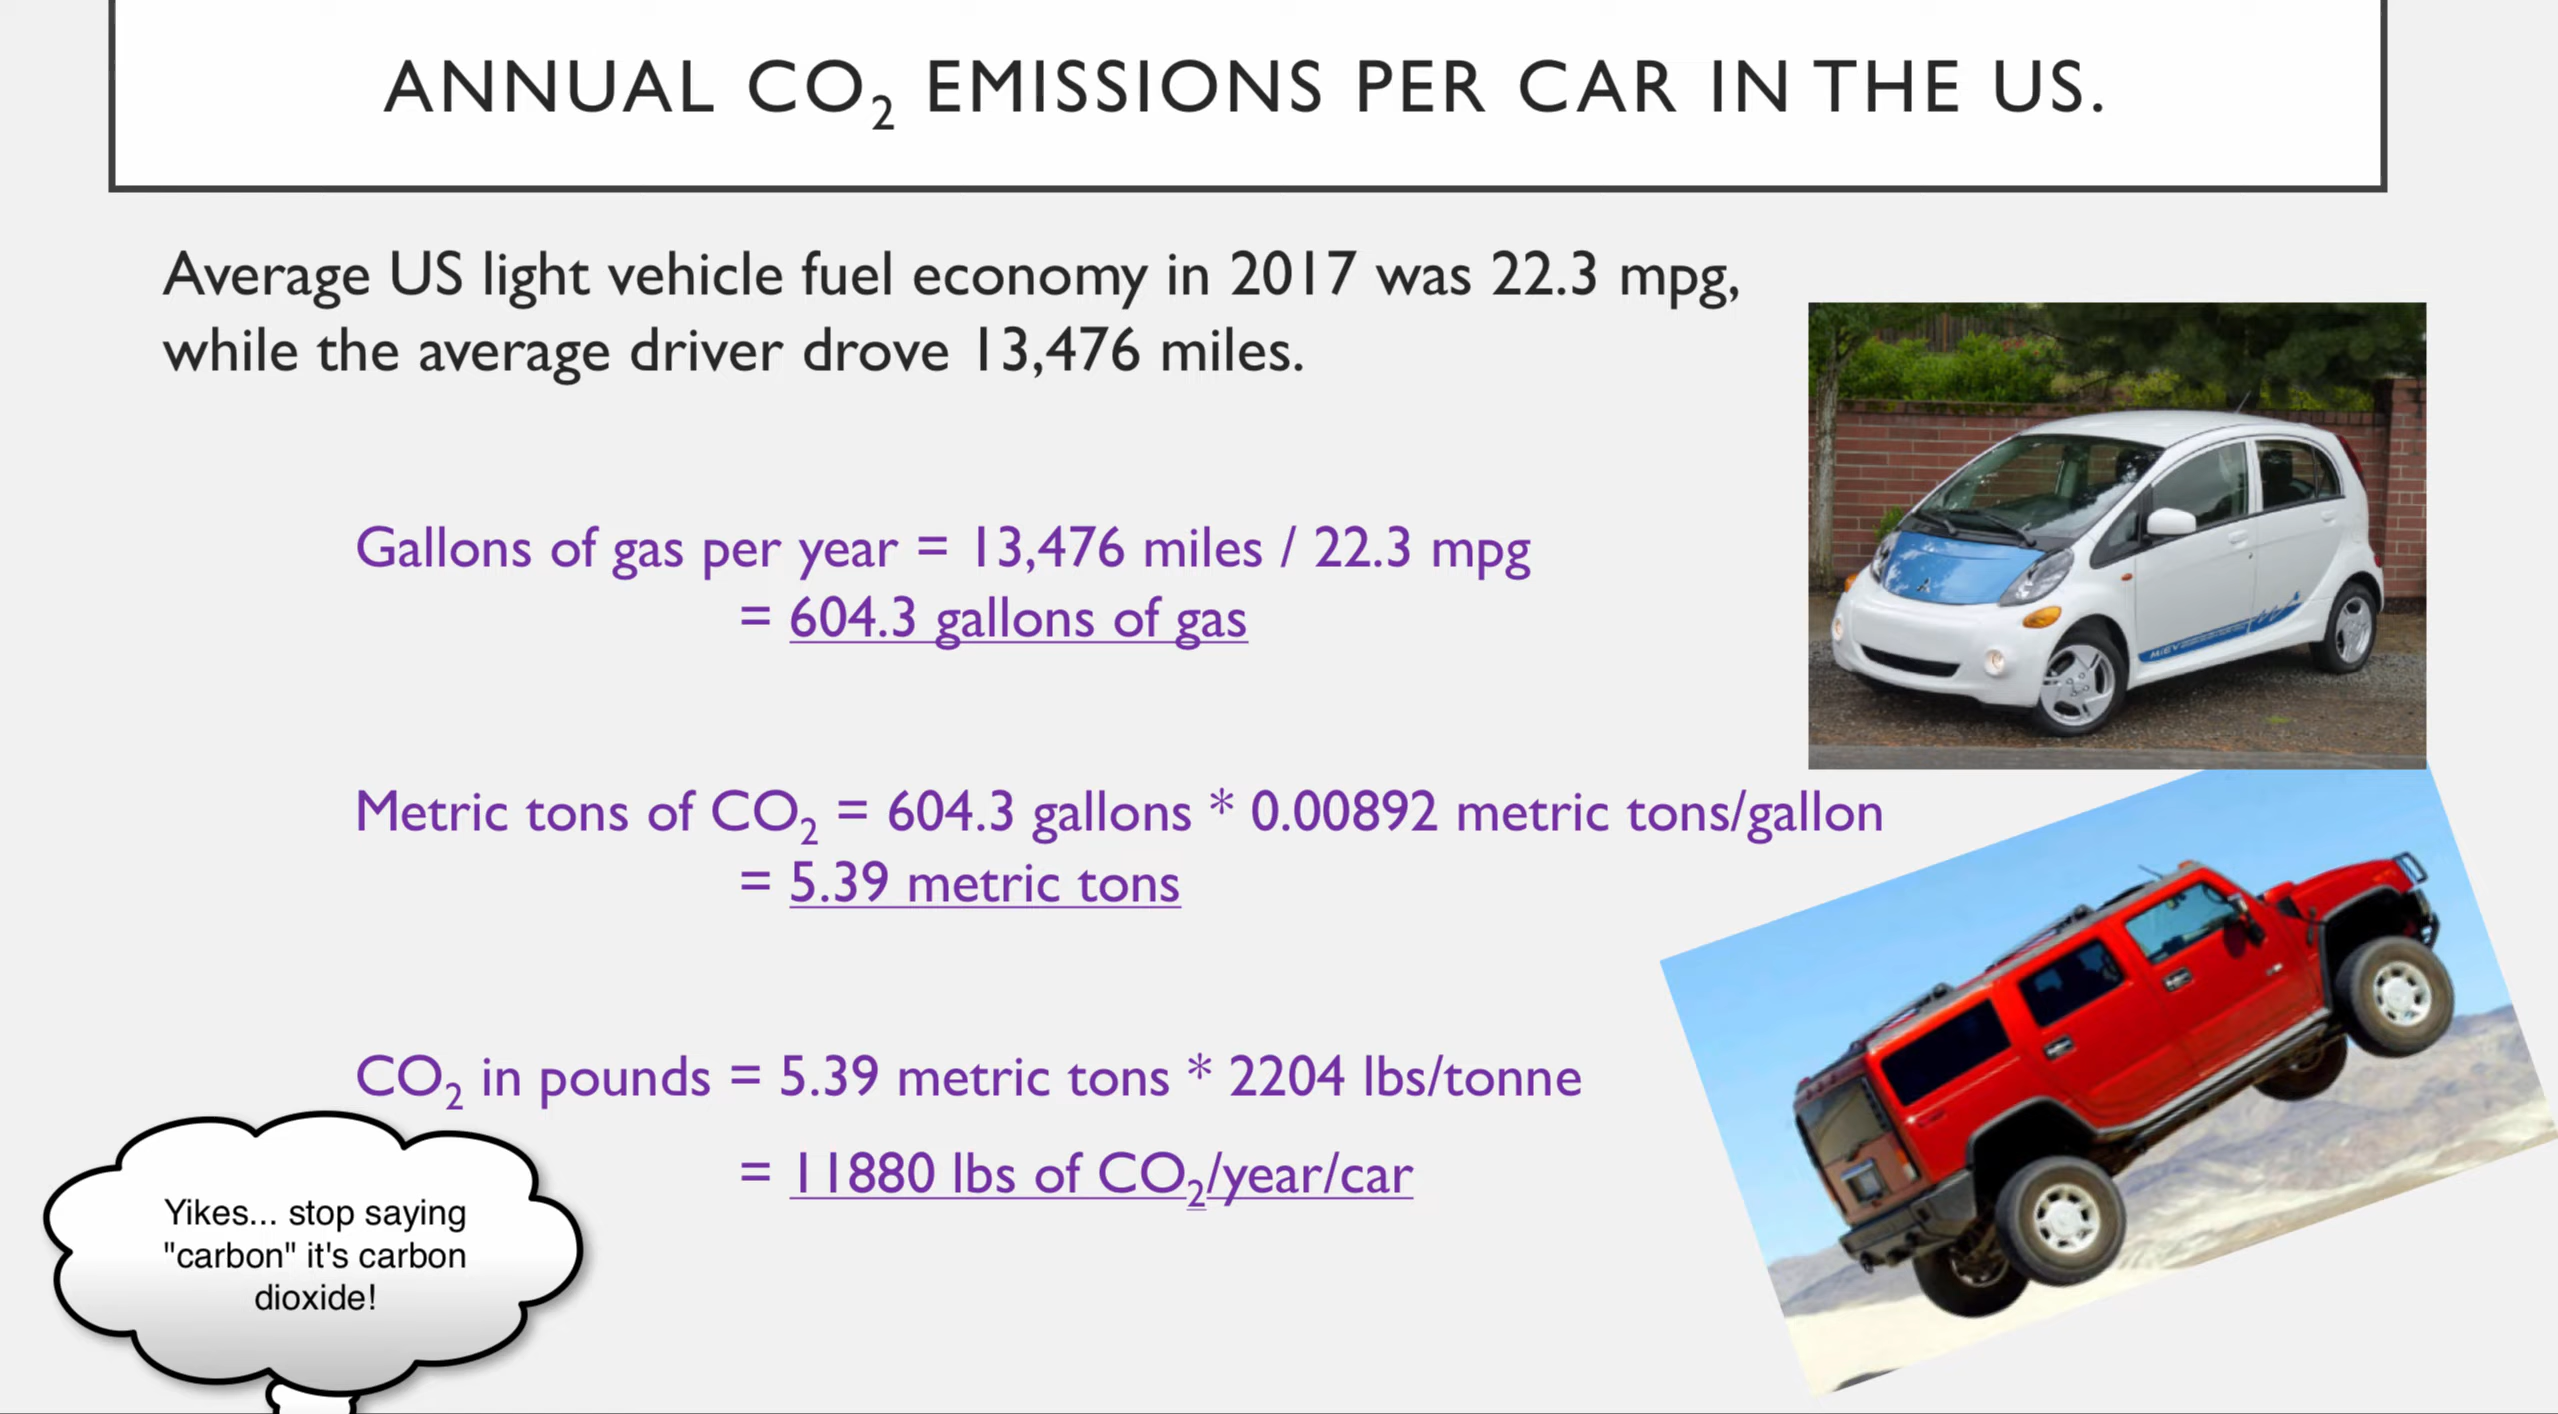 ANNUAL CO₂ EMISSIONS PER CAR IN THE US.
Average US light vehicle fuel economy in 2017 was 22.3 mpg,
while the average driver drove 13,476 miles.
Gallons of gas per year = 13,476 miles / 22.3 mpg
= 604.3 gallons of gas
Metric tons of CO₂ = 604.3 gallons * 0.00892 metric tons/gallon
= 5.39 metric tons
CO₂ in pounds = 5.39 metric tons * 2204 lbs/tonne
= 11880 lbs of CO₂/year/car
Yikes... stop saying
"carbon" it's carbon
dioxide!
MiEV